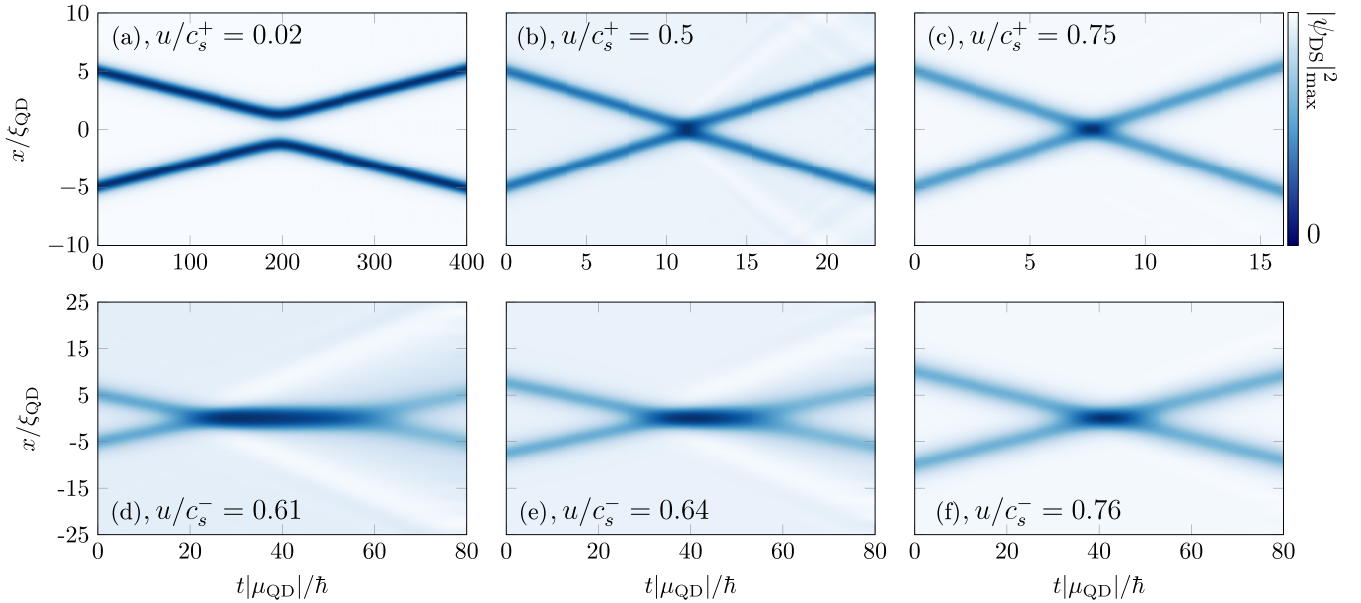 (a), u/c_s^+ = 0.02
(b), u/c_s^+ = 0.5
(c), u/c_s^+ = 0.75
|ψ_DS|^2_max
0
x/ξ_QD
10
5
0
−5
−10
0 100 200 300 400
0 5 10 15 20
0 5 10 15
(d), u/c_s^- = 0.61
(e), u/c_s^- = 0.64
(f), u/c_s^- = 0.76
x/ξ_QD
25
15
5
-5
-15
-25
0 20 40 60 80
0 20 40 60 80
0 20 40 60 80
t|μ_QD|/ħ
t|μ_QD|/ħ
t|μ_QD|/ħ